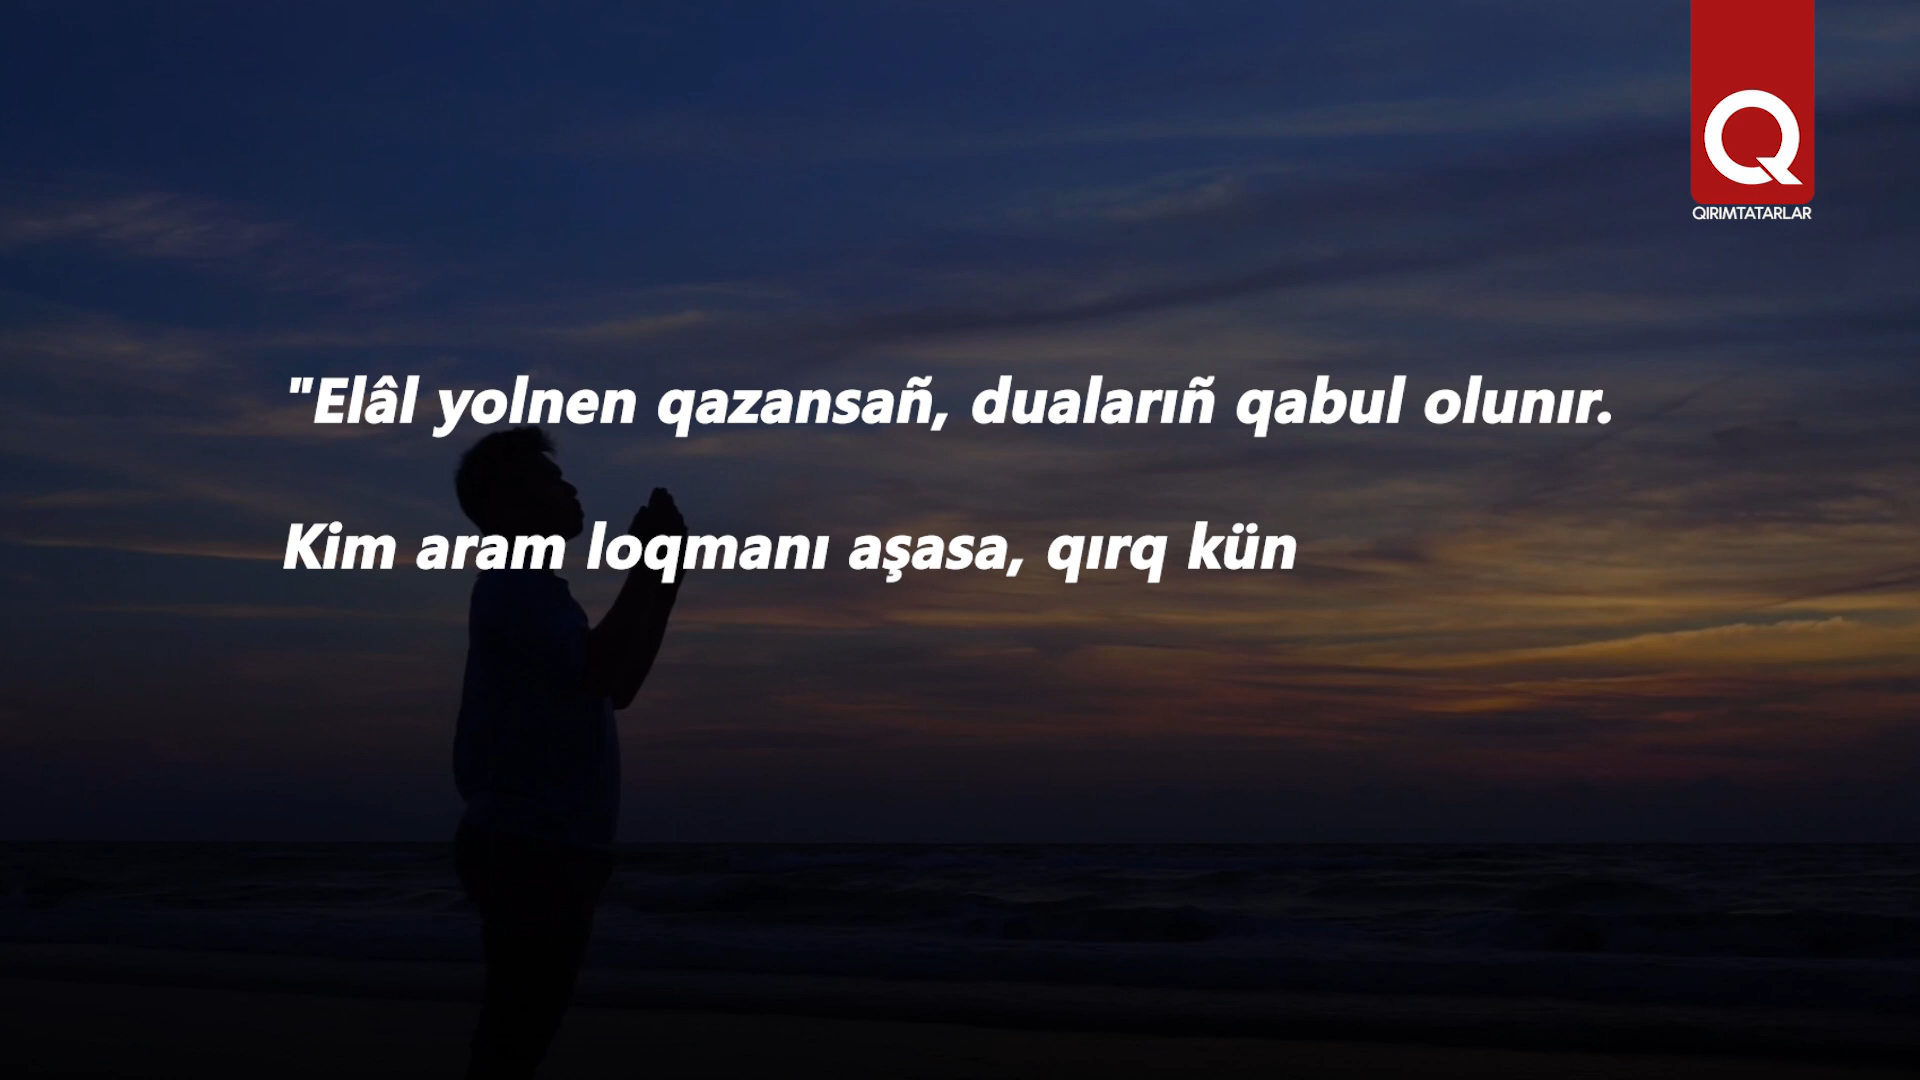 QIRIMTATARLAR
"Elâl yolnen qazansañ, dualarıñ qabul olunır.
Kim aram loqmanı aşasa, qırq kün